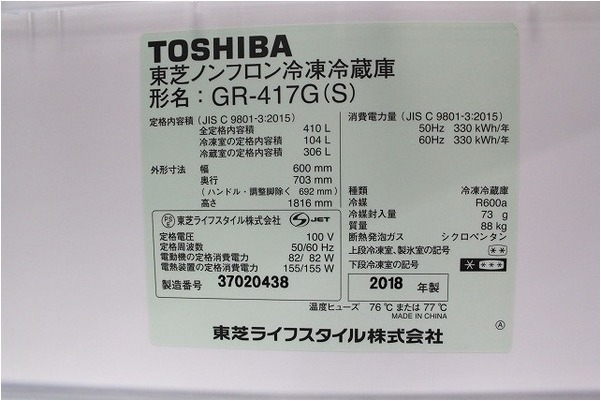 TOSHIBA
東芝ノンフロン冷凍冷蔵庫
形名：GR-417G(S)
定格内容積 (JIS C 9801-3:2015)
全定格内容積 410 L
冷凍室の定格内容積 104 L
冷蔵室の定格内容積 306 L
外形寸法 幅 600 mm
奥行 703 mm
(ハンドル・調整脚除く 692 mm)
高さ 1816 mm
PS E 東芝ライフスタイル株式会社 S JET
定格電圧 100 V
定格周波数 50/60 Hz
電動機の定格消費電力 82/ 82 W
電熱装置の定格消費電力 155/155 W
製造番号 37020438
消費電力量 (JIS C 9801-3:2015)
50Hz 330 kWh/年
60Hz 330 kWh/年
種類 冷凍冷蔵庫
冷媒 R600a
冷媒封入量 73 g
質量 88 kg
断熱発泡ガス シクロペンタン
上段冷凍室、製氷室の記号 **
下段冷凍室の記号 ****
2018 年製
温度ヒューズ 76℃ または 77℃
MADE IN CHINA
東芝ライフスタイル株式会社
Ⓐ